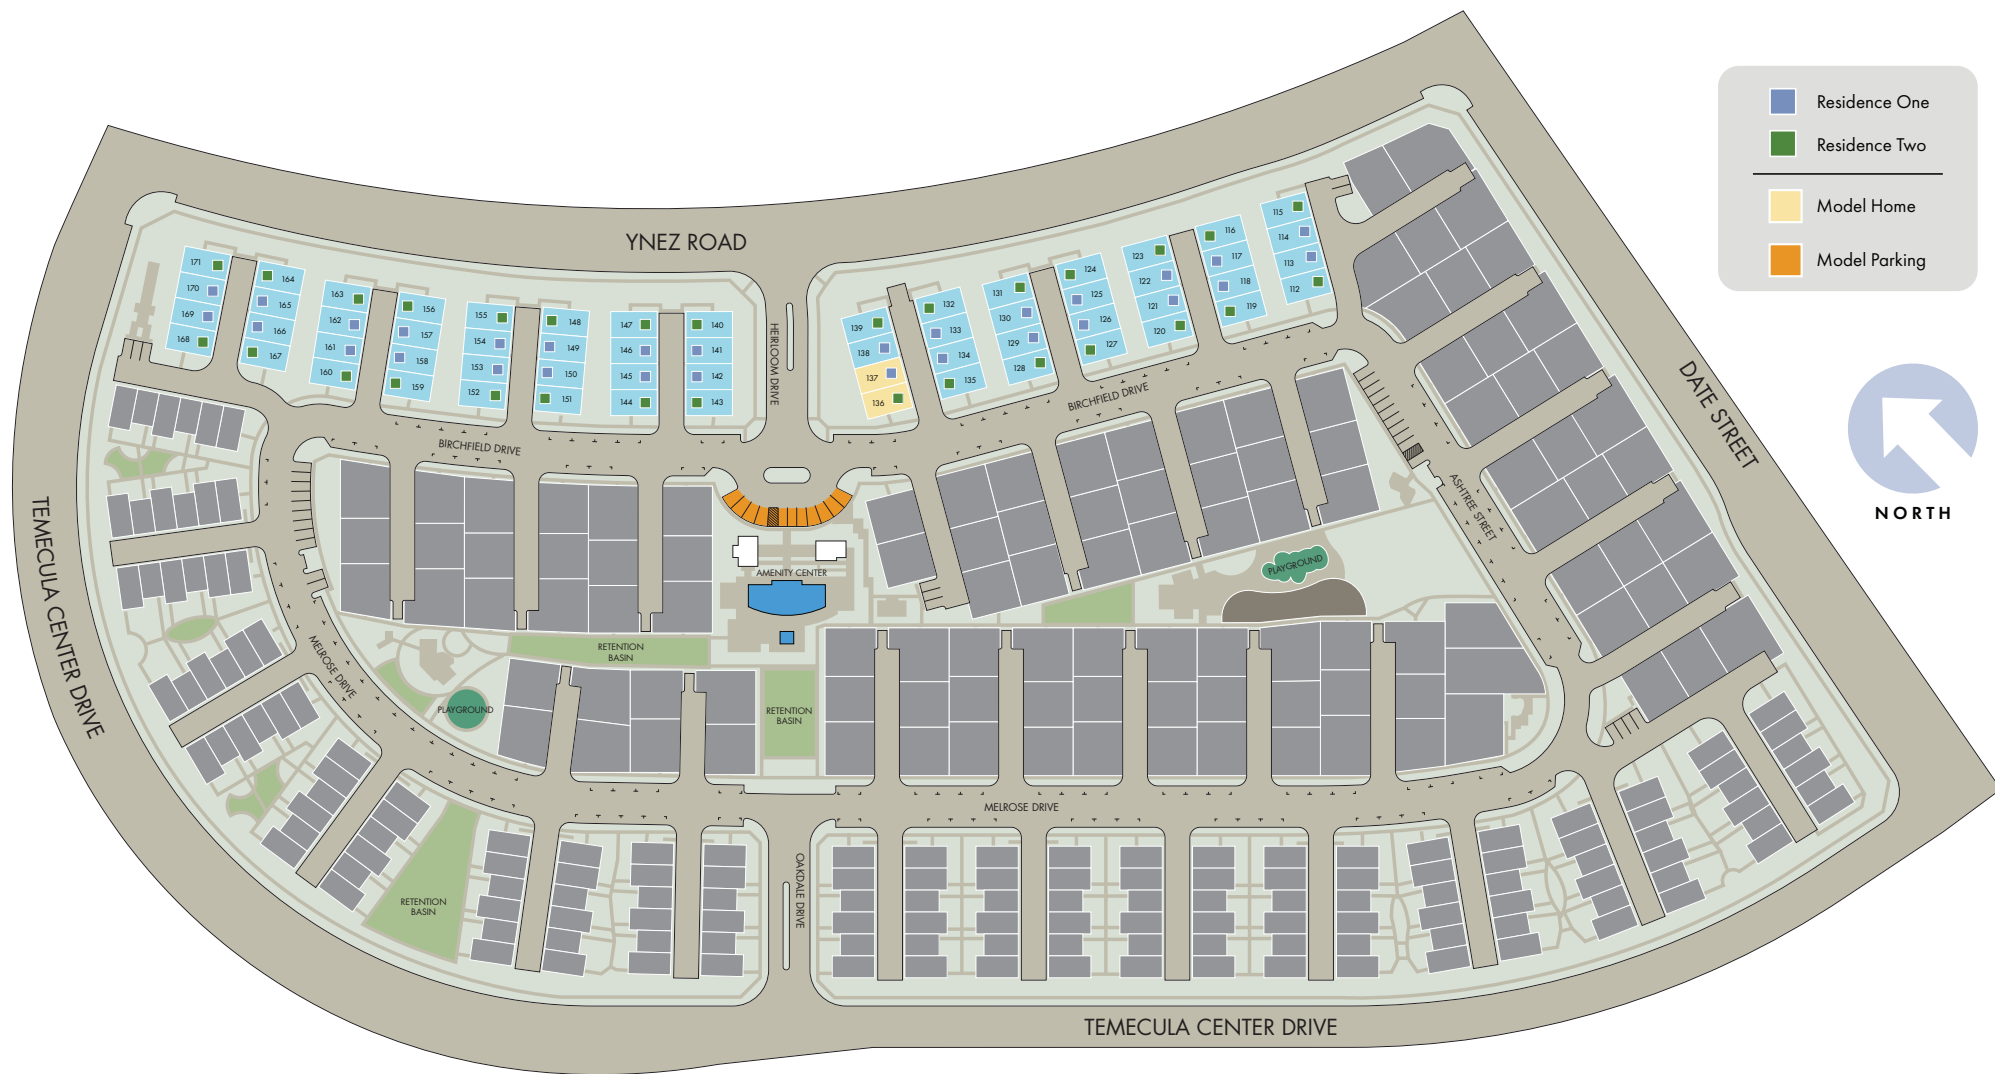 Residence One
Residence Two
Model Home
Model Parking
NORTH
YNEZ ROAD
HEIRLOOM DRIVE
DATE STREET
TEMECULA CENTER DRIVE
BIRCHFIELD DRIVE
BIRCHFIELD DRIVE
ASHTREE STREET
MELROSE DRIVE
MELROSE DRIVE
OAKDALE DRIVE
TEMECULA CENTER DRIVE
AMENITY CENTER
PLAYGROUND
PLAYGROUND
RETENTION
BASIN
RETENTION
BASIN
RETENTION
BASIN
171
170
169
168
164
165
166
167
163
162
161
160
156
157
158
159
155
154
153
152
148
149
150
151
147
146
145
144
140
141
142
143
139
138
137
136
132
133
134
135
131
130
129
128
124
125
126
127
123
122
121
120
116
117
118
119
115
114
113
112